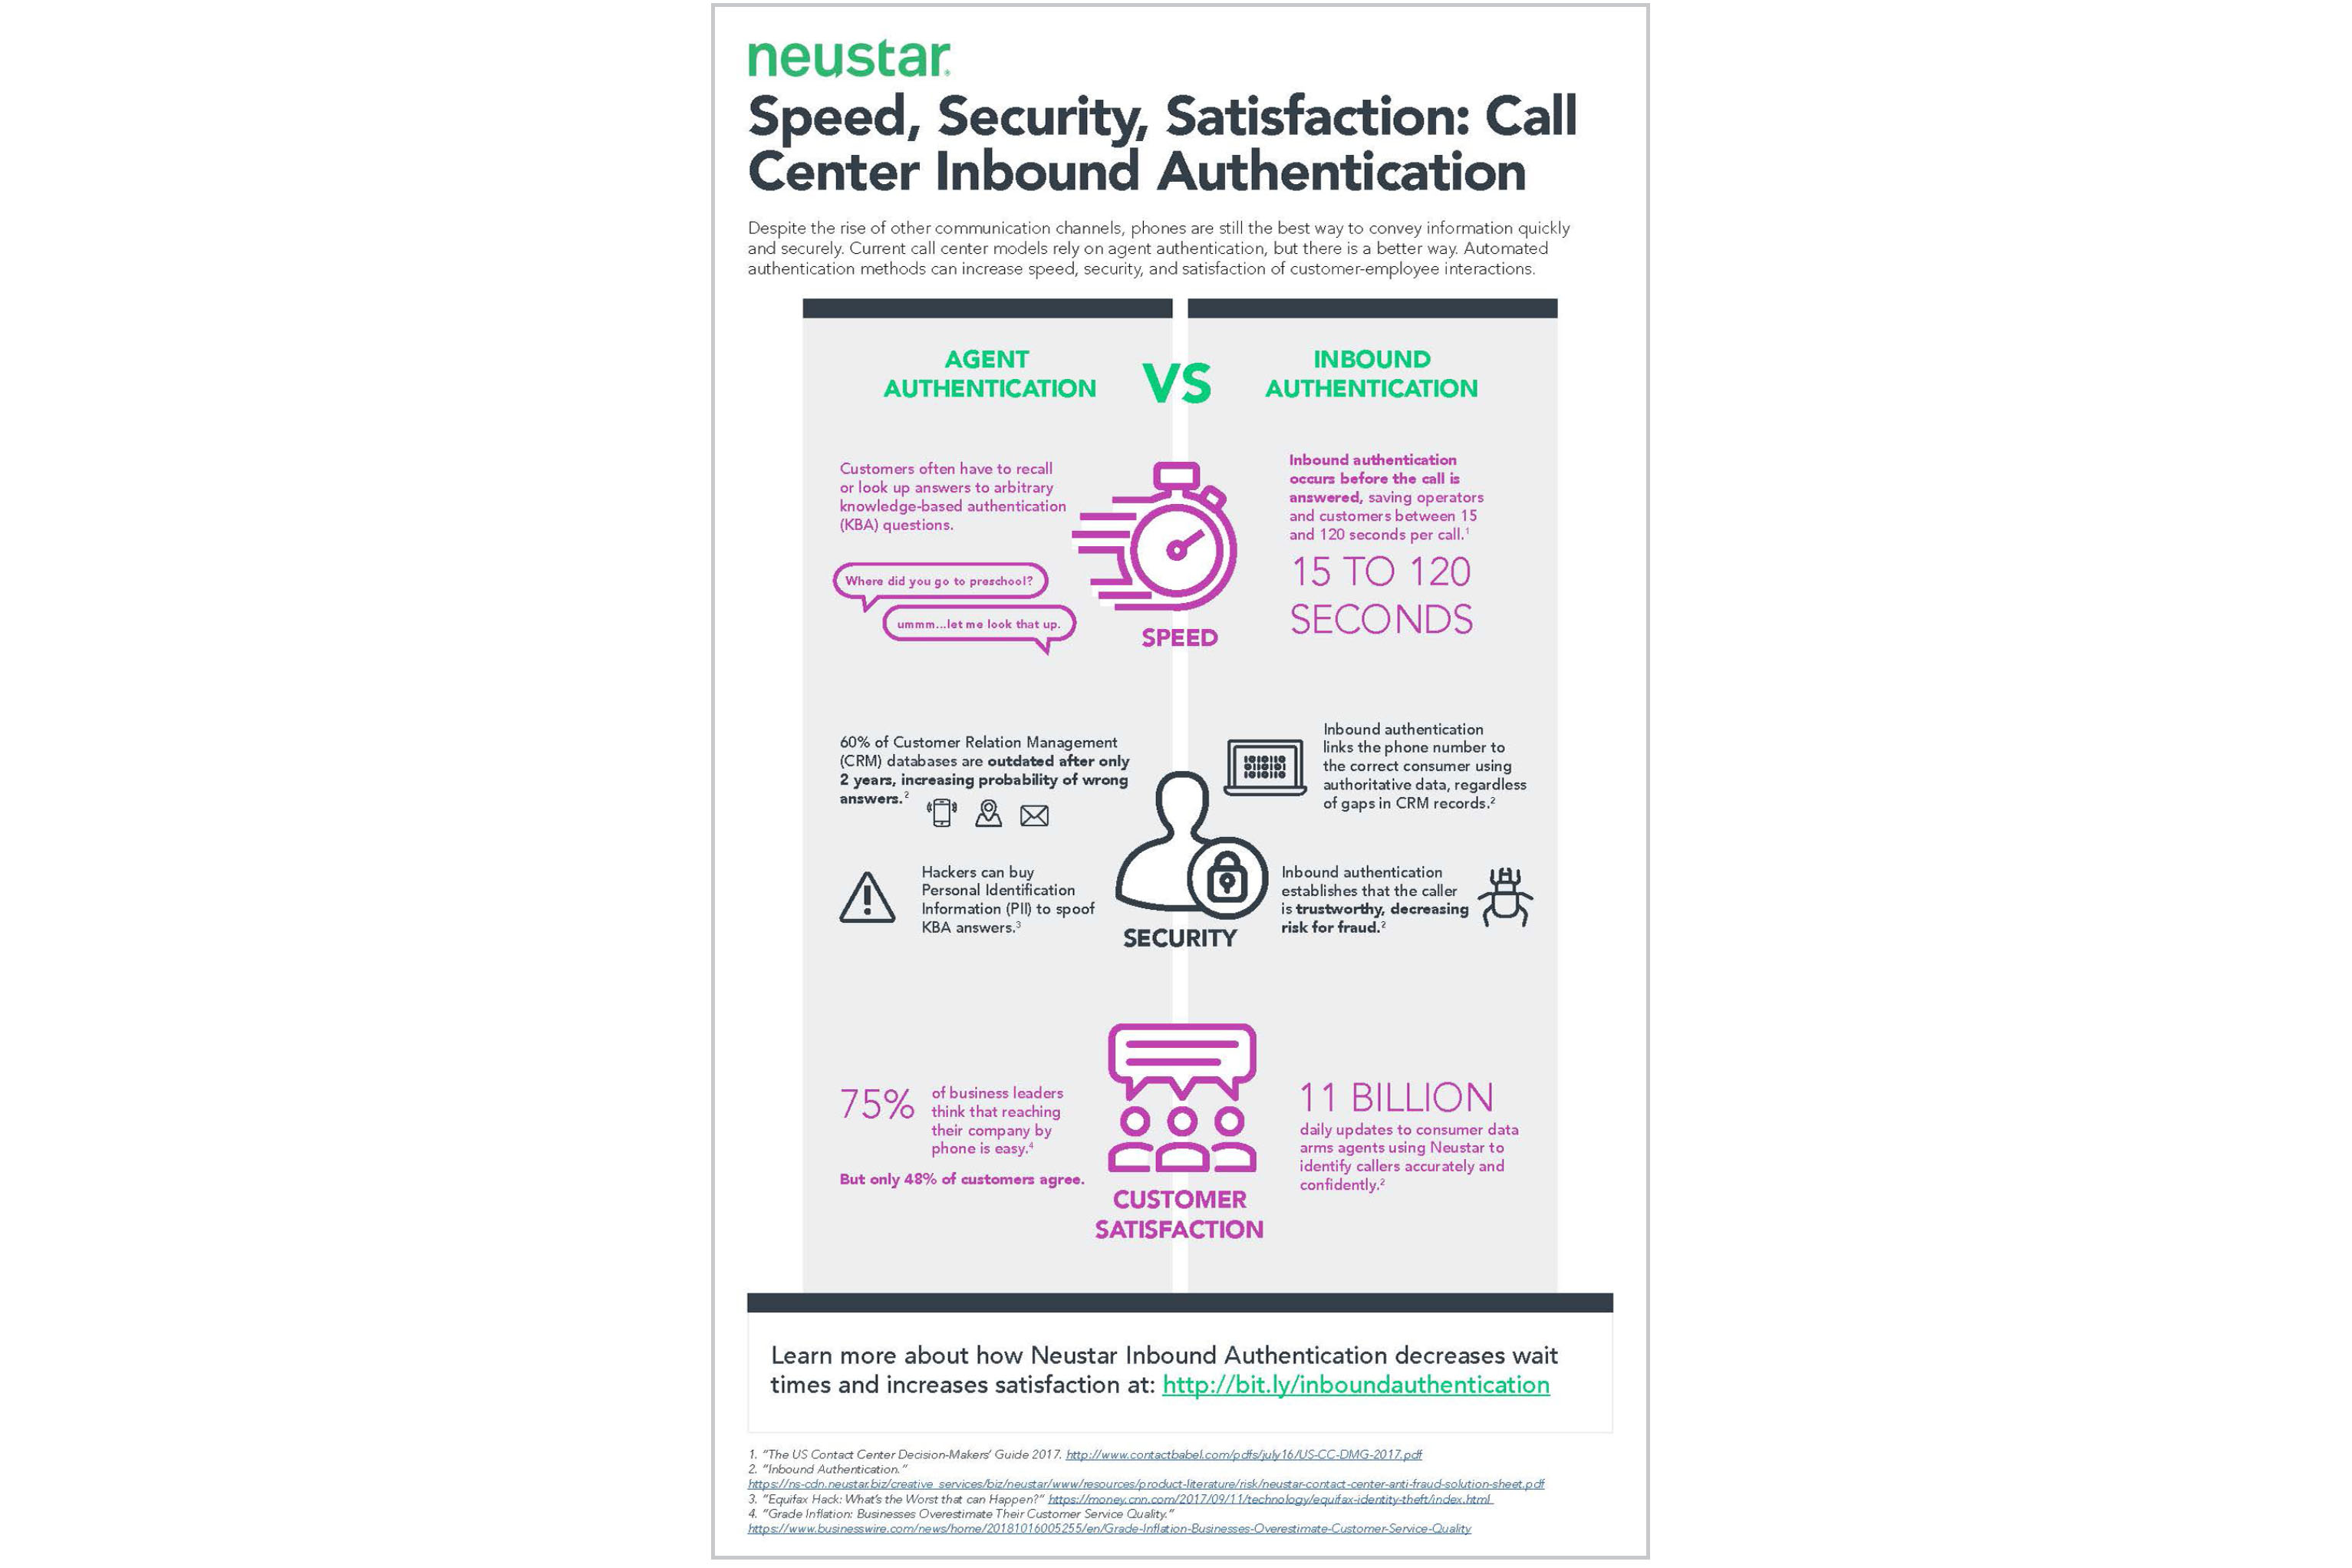 neustar
Speed, Security, Satisfaction: Call
Center Inbound Authentication
Despite the rise of other communication channels, phones are still the best way to convey information quickly
and securely. Current call center models rely on agent authentication, but there is a better way. Automated
authentication methods can increase speed, security, and satisfaction of customer-employee interactions.
AGENT
AUTHENTICATION
VS
INBOUND
AUTHENTICATION
Customers often have to recall
or look up answers to arbitrary
knowledge-based authentication
(KBA) questions.
Where did you go to preschool?
ummm...let me look that up.
SPEED
Inbound authentication
occurs before the call is
answered, saving operators
and customers between 15
and 120 seconds per call.¹
15 TO 120
SECONDS
60% of Customer Relation Management
(CRM) databases are outdated after only
2 years, increasing probability of wrong
answers.²
Hackers can buy
Personal Identification
Information (PII) to spoof
KBA answers.³
SECURITY
1010110
0110101
1010110
Inbound authentication
links the phone number to
the correct consumer using
authoritative data, regardless
of gaps in CRM records.²
Inbound authentication
establishes that the caller
is trustworthy, decreasing
risk for fraud.²
75%
of business leaders
think that reaching
their company by
phone is easy.⁴
But only 48% of customers agree.
CUSTOMER
SATISFACTION
11 BILLION
daily updates to consumer data
arms agents using Neustar to
identify callers accurately and
confidently.²
Learn more about how Neustar Inbound Authentication decreases wait
times and increases satisfaction at: http://bit.ly/inboundauthentication
1. "The US Contact Center Decision-Makers' Guide 2017. http://www.contactbabel.com/pdfs/july16/US-CC-DMG-2017.pdf
2. "Inbound Authentication."
https://ns-cdn.neustar.biz/creative_services/biz/neustar/www/resources/product-literature/risk/neustar-contact-center-anti-fraud-solution-sheet.pdf
3. "Equifax Hack: What's the Worst that can Happen?" https://money.cnn.com/2017/09/11/technology/equifax-identity-theft/index.html
4. "Grade Inflation: Businesses Overestimate Their Customer Service Quality."
https://www.businesswire.com/news/home/20181016005255/en/Grade-Inflation-Businesses-Overestimate-Customer-Service-Quality